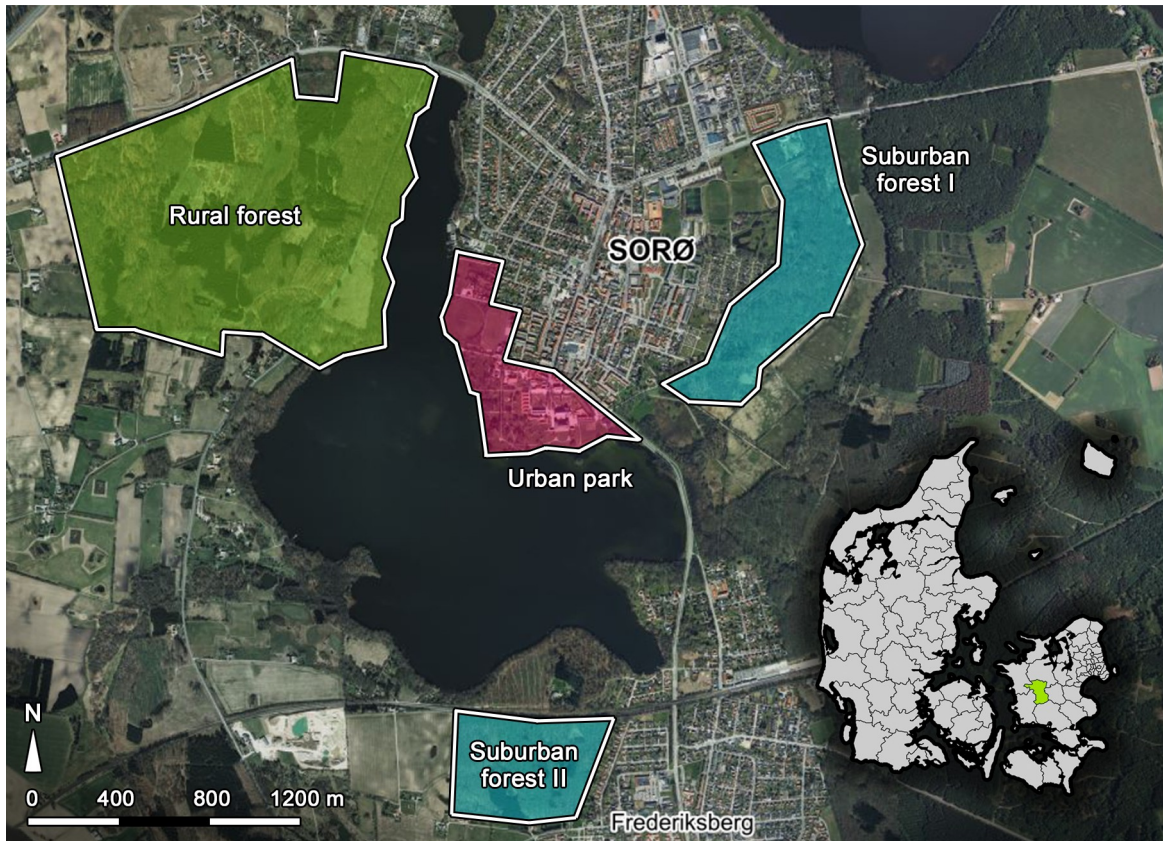 Suburban
forest I
Rural forest
SORØ
Urban park
N
Suburban
forest II
0 400 800 1200 m
Frederiksberg